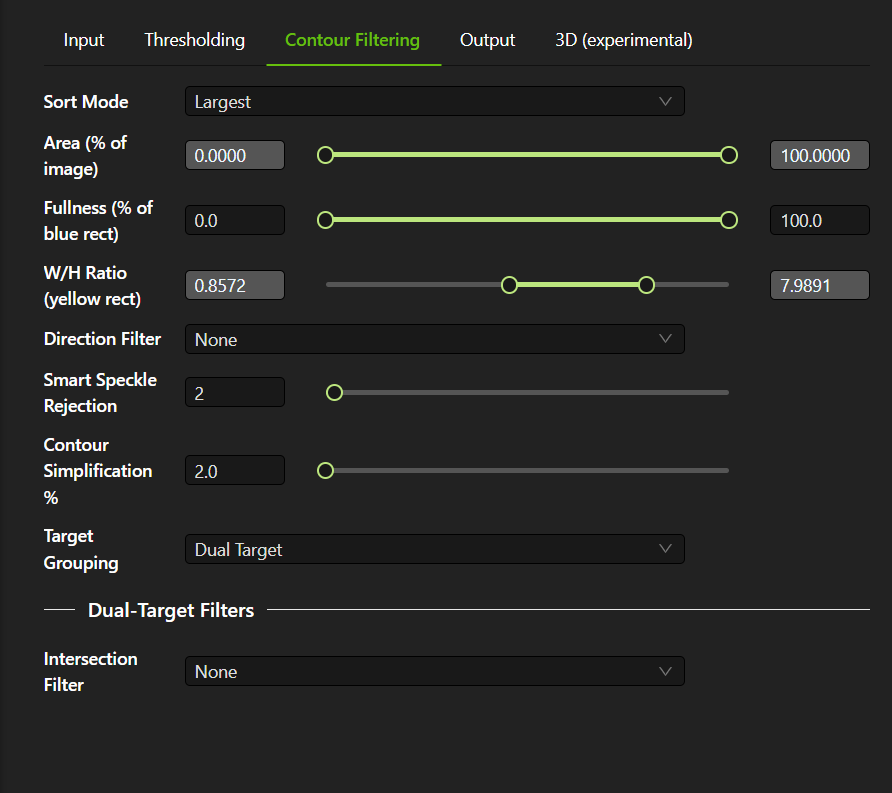 Input Thresholding Contour Filtering Output 3D (experimental)
Sort Mode Largest
Area (% of
image) 0.0000 100.0000
Fullness (% of
blue rect) 0.0 100.0
W/H Ratio
(yellow rect) 0.8572 7.9891
Direction Filter None
Smart Speckle
Rejection 2
Contour
Simplification
% 2.0
Target
Grouping Dual Target
Dual-Target Filters
Intersection
Filter None